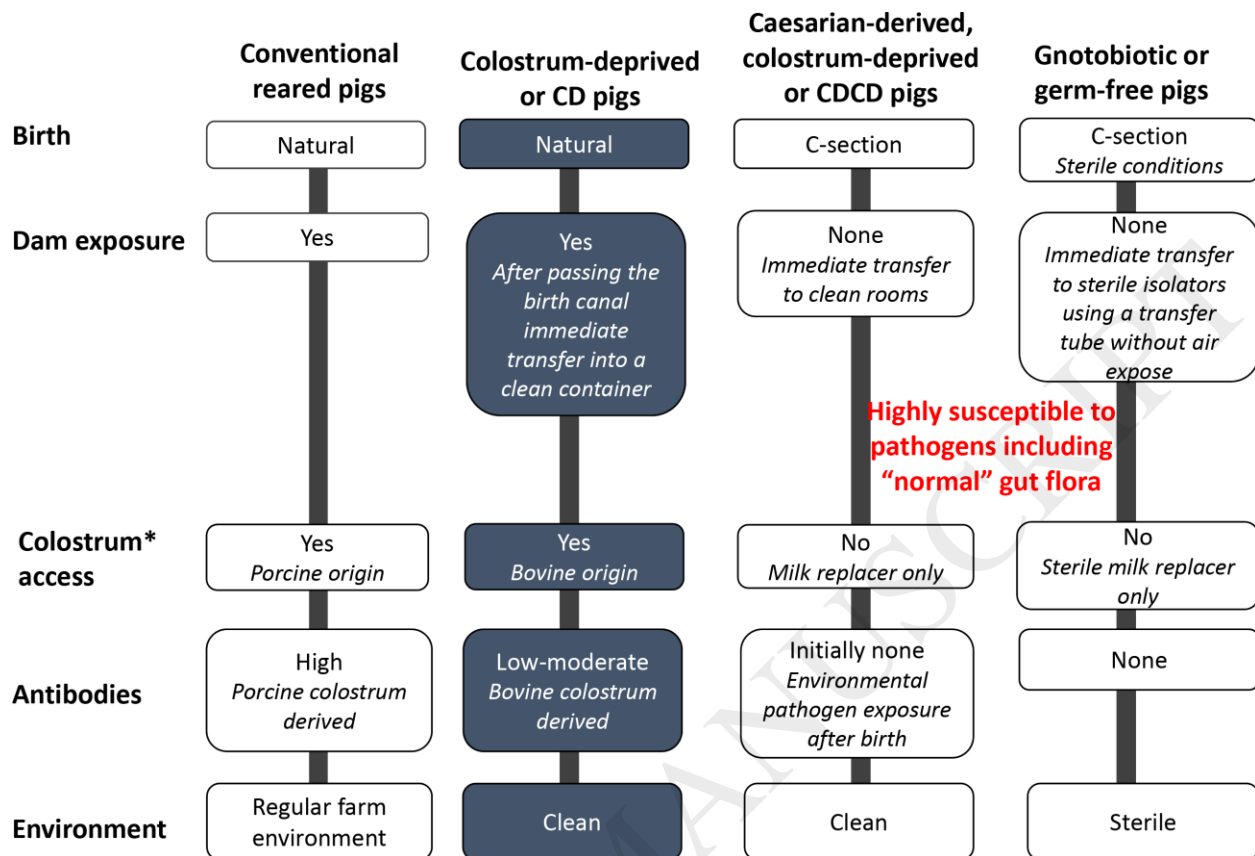 Conventional
reared pigs
Colostrum-deprived
or CD pigs
Caesarian-derived,
colostrum-deprived
or CDCD pigs
Gnotobiotic or
germ-free pigs
Birth
Natural
Natural
C-section
C-section
Sterile conditions
Dam exposure
Yes
Yes
After passing the
birth canal
immediate
transfer into a
clean container
None
Immediate transfer
to clean rooms
None
Immediate transfer
to sterile isolators
using a transfer
tube without air
expose
Highly susceptible to
pathogens including
“normal” gut flora
Colostrum*
access
Yes
Porcine origin
Yes
Bovine origin
No
Milk replacer only
No
Sterile milk replacer
only
Antibodies
High
Porcine colostrum
derived
Low-moderate
Bovine colostrum
derived
Initially none
Environmental
pathogen exposure
after birth
None
Environment
Regular farm
environment
Clean
Clean
Sterile
MANUSCRIPT